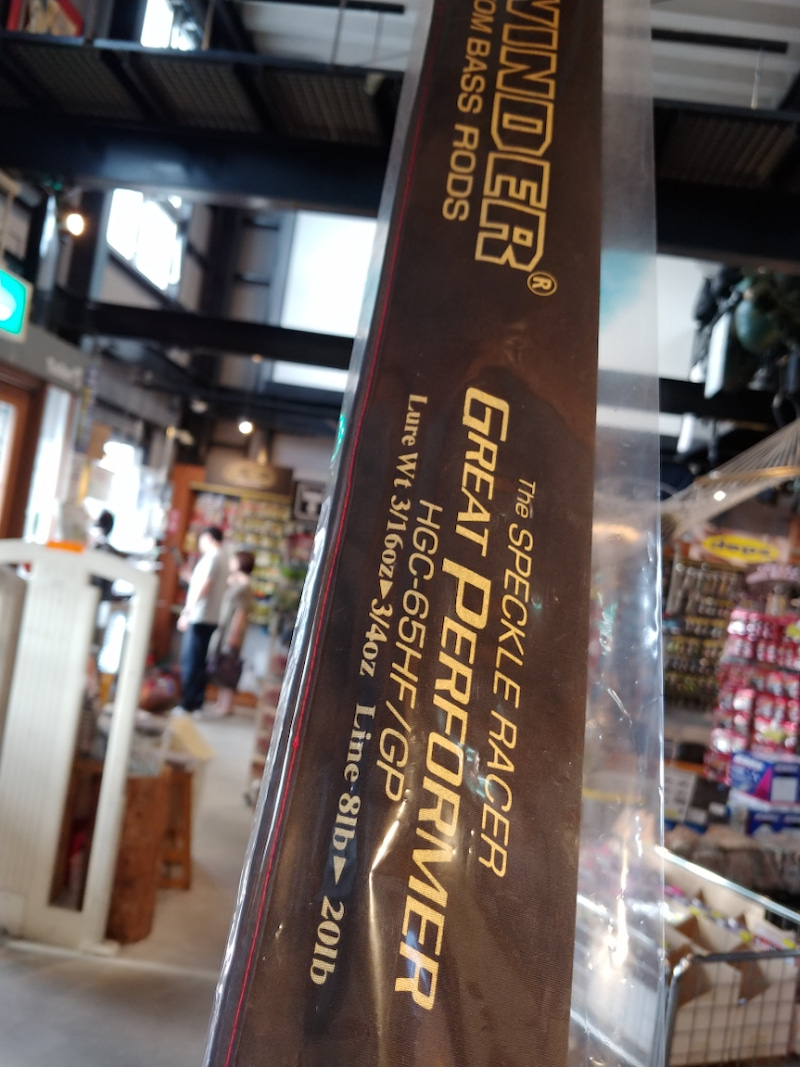 VINDER®
OM BASS RODS
The SPECKLE RACER
GREAT PERFORMER
HGC-65HF/GP
Lure Wt 3/16oz▶3/4oz Line 8lb▶20lb